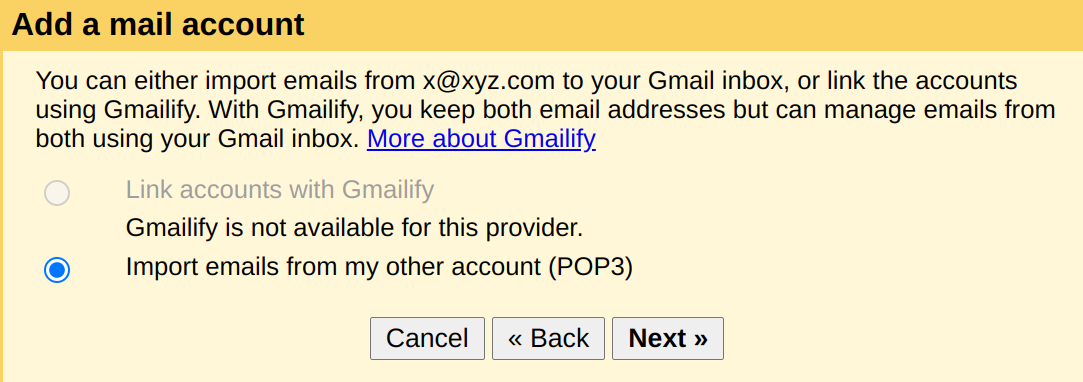 Add a mail account
You can either import emails from x@xyz.com to your Gmail inbox, or link the accounts
using Gmailify. With Gmailify, you keep both email addresses but can manage emails from
both using your Gmail inbox. More about Gmailify
Link accounts with Gmailify
Gmailify is not available for this provider.
Import emails from my other account (POP3)
Cancel « Back Next »